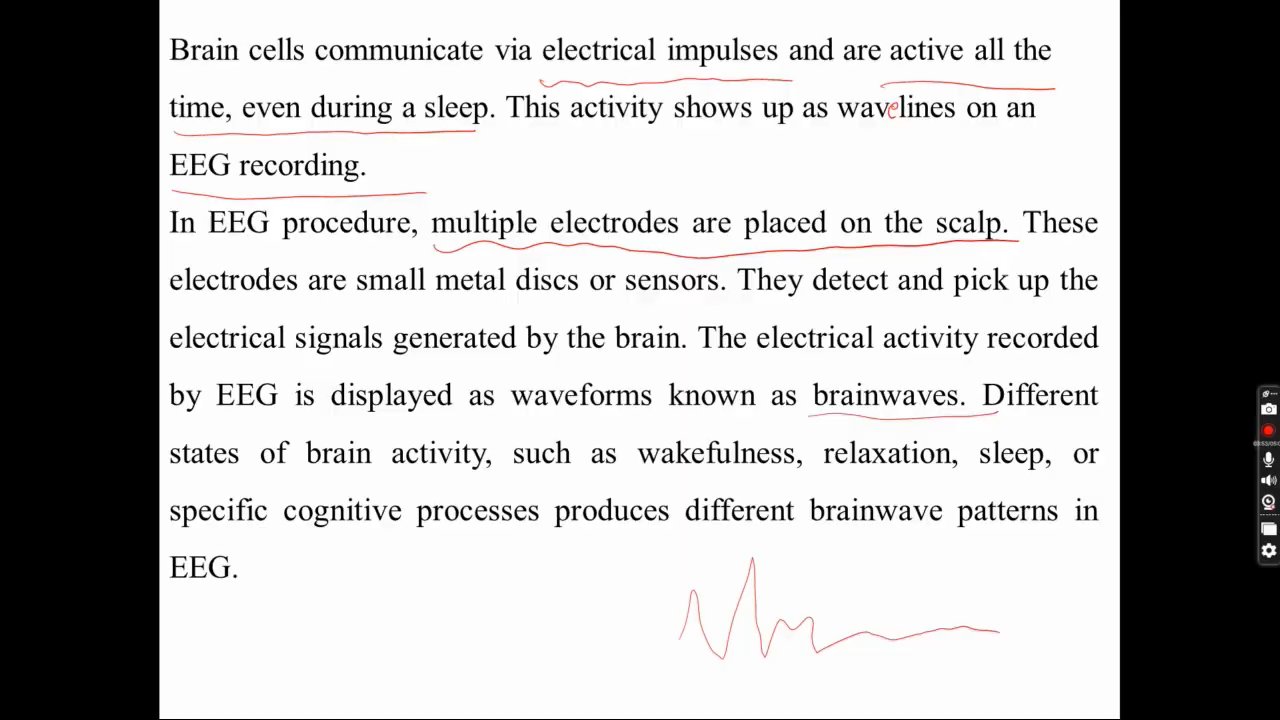 Brain cells communicate via electrical impulses and are active all the
time, even during a sleep. This activity shows up as wavelines on an
EEG recording.
In EEG procedure, multiple electrodes are placed on the scalp. These
electrodes are small metal discs or sensors. They detect and pick up the
electrical signals generated by the brain. The electrical activity recorded
by EEG is displayed as waveforms known as brainwaves. Different
states of brain activity, such as wakefulness, relaxation, sleep, or
specific cognitive processes produces different brainwave patterns in
EEG.